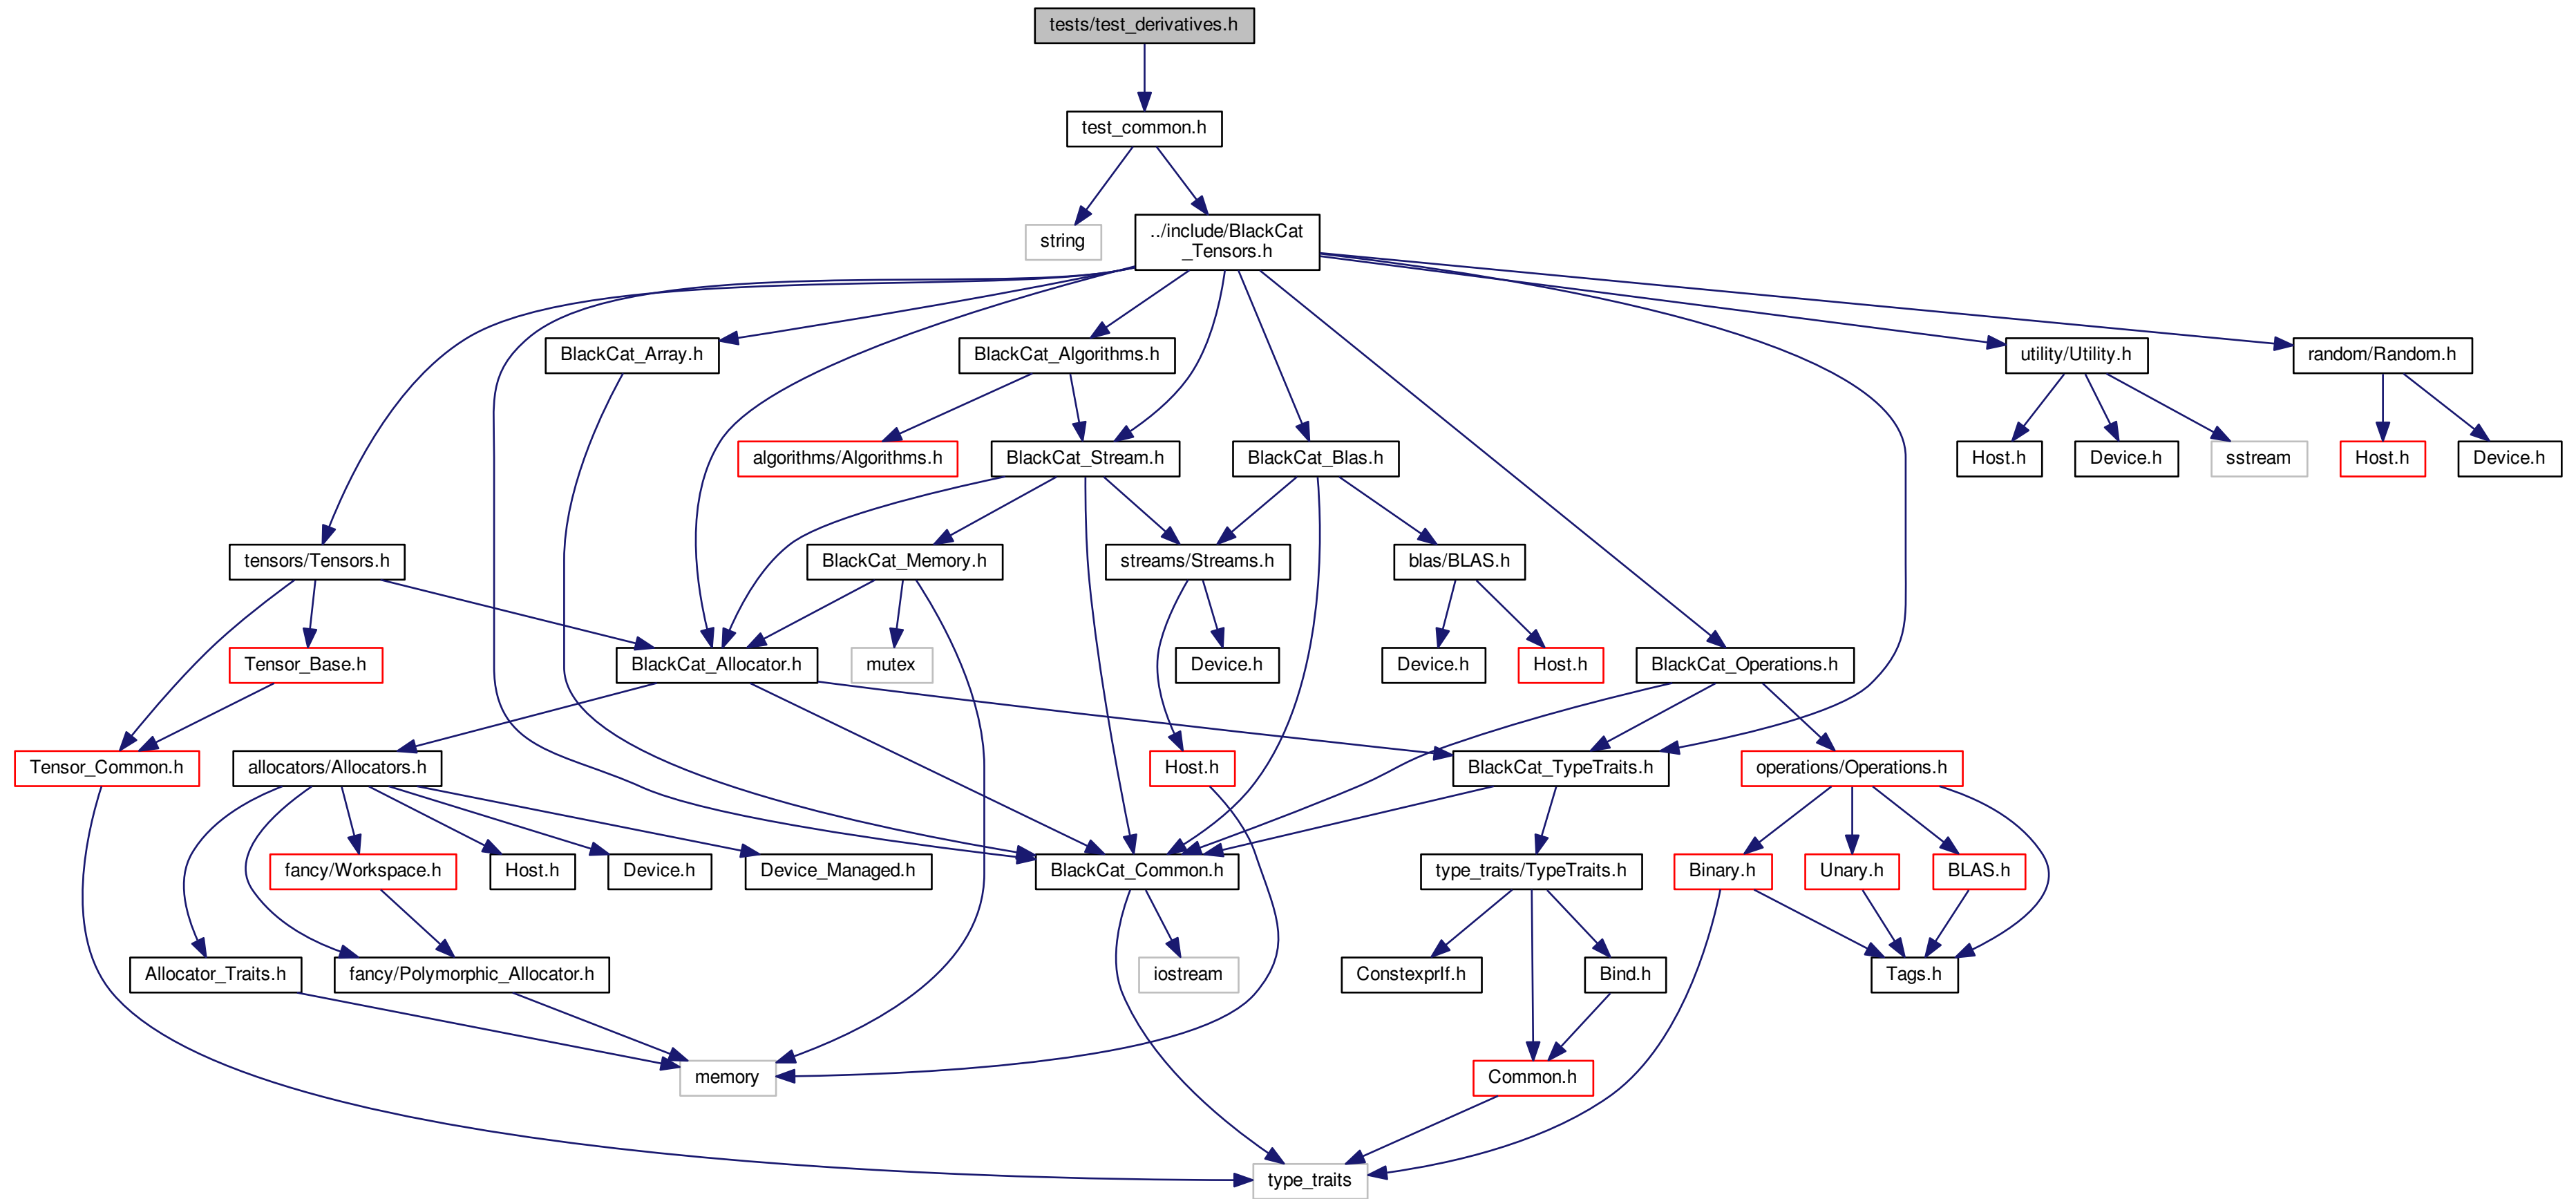 tests/test_derivatives.h
test_common.h
string
../include/BlackCat
_Tensors.h
BlackCat_Array.h
BlackCat_Algorithms.h
utility/Utility.h
random/Random.h
algorithms/Algorithms.h
BlackCat_Stream.h
BlackCat_Blas.h
Host.h
Device.h
sstream
Host.h
Device.h
tensors/Tensors.h
BlackCat_Memory.h
streams/Streams.h
blas/BLAS.h
Tensor_Base.h
BlackCat_Allocator.h
mutex
Device.h
Device.h
Host.h
BlackCat_Operations.h
Tensor_Common.h
allocators/Allocators.h
Host.h
BlackCat_TypeTraits.h
operations/Operations.h
fancy/Workspace.h
Host.h
Device.h
Device_Managed.h
BlackCat_Common.h
type_traits/TypeTraits.h
Binary.h
Unary.h
BLAS.h
Allocator_Traits.h
fancy/Polymorphic_Allocator.h
iostream
ConstexprIf.h
Bind.h
Tags.h
memory
Common.h
type_traits